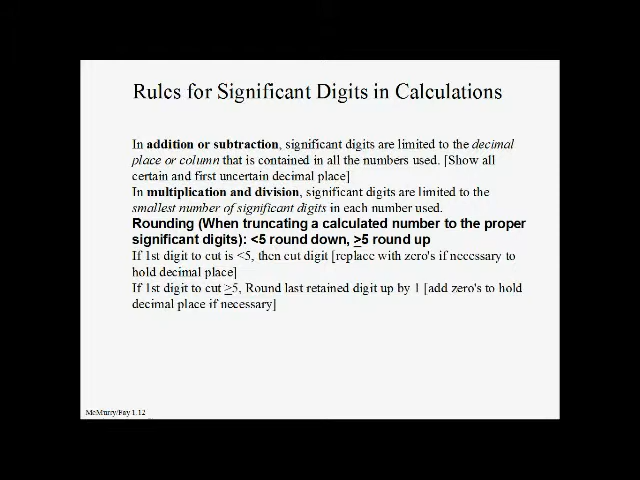 Rules for Significant Digits in Calculations
In addition or subtraction, significant digits are limited to the decimal
place or column that is contained in all the numbers used. [Show all
certain and first uncertain decimal place]
In multiplication and division, significant digits are limited to the
smallest number of significant digits in each number used.
Rounding (When truncating a calculated number to the proper
significant digits): <5 round down, ≥5 round up
If 1st digit to cut is <5, then cut digit [replace with zero's if necessary to
hold decimal place]
If 1st digit to cut ≥5, Round last retained digit up by 1 [add zero's to hold
decimal place if necessary]
McMurry/Fay 1.12